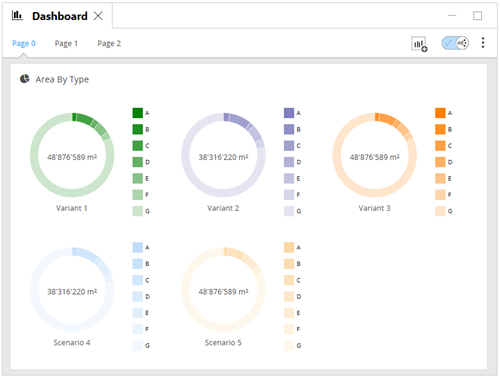 Dashboard
Page 0 Page 1 Page 2
Area By Type
A
B
C
D
E
F
G
48'876'589 m²
Variant 1
A
B
C
D
E
F
G
38'316'220 m²
Variant 2
A
B
C
D
E
F
G
48'876'589 m²
Variant 3
A
B
C
D
E
F
G
38'316'220 m²
Scenario 4
A
B
C
D
E
F
G
48'876'589 m²
Scenario 5